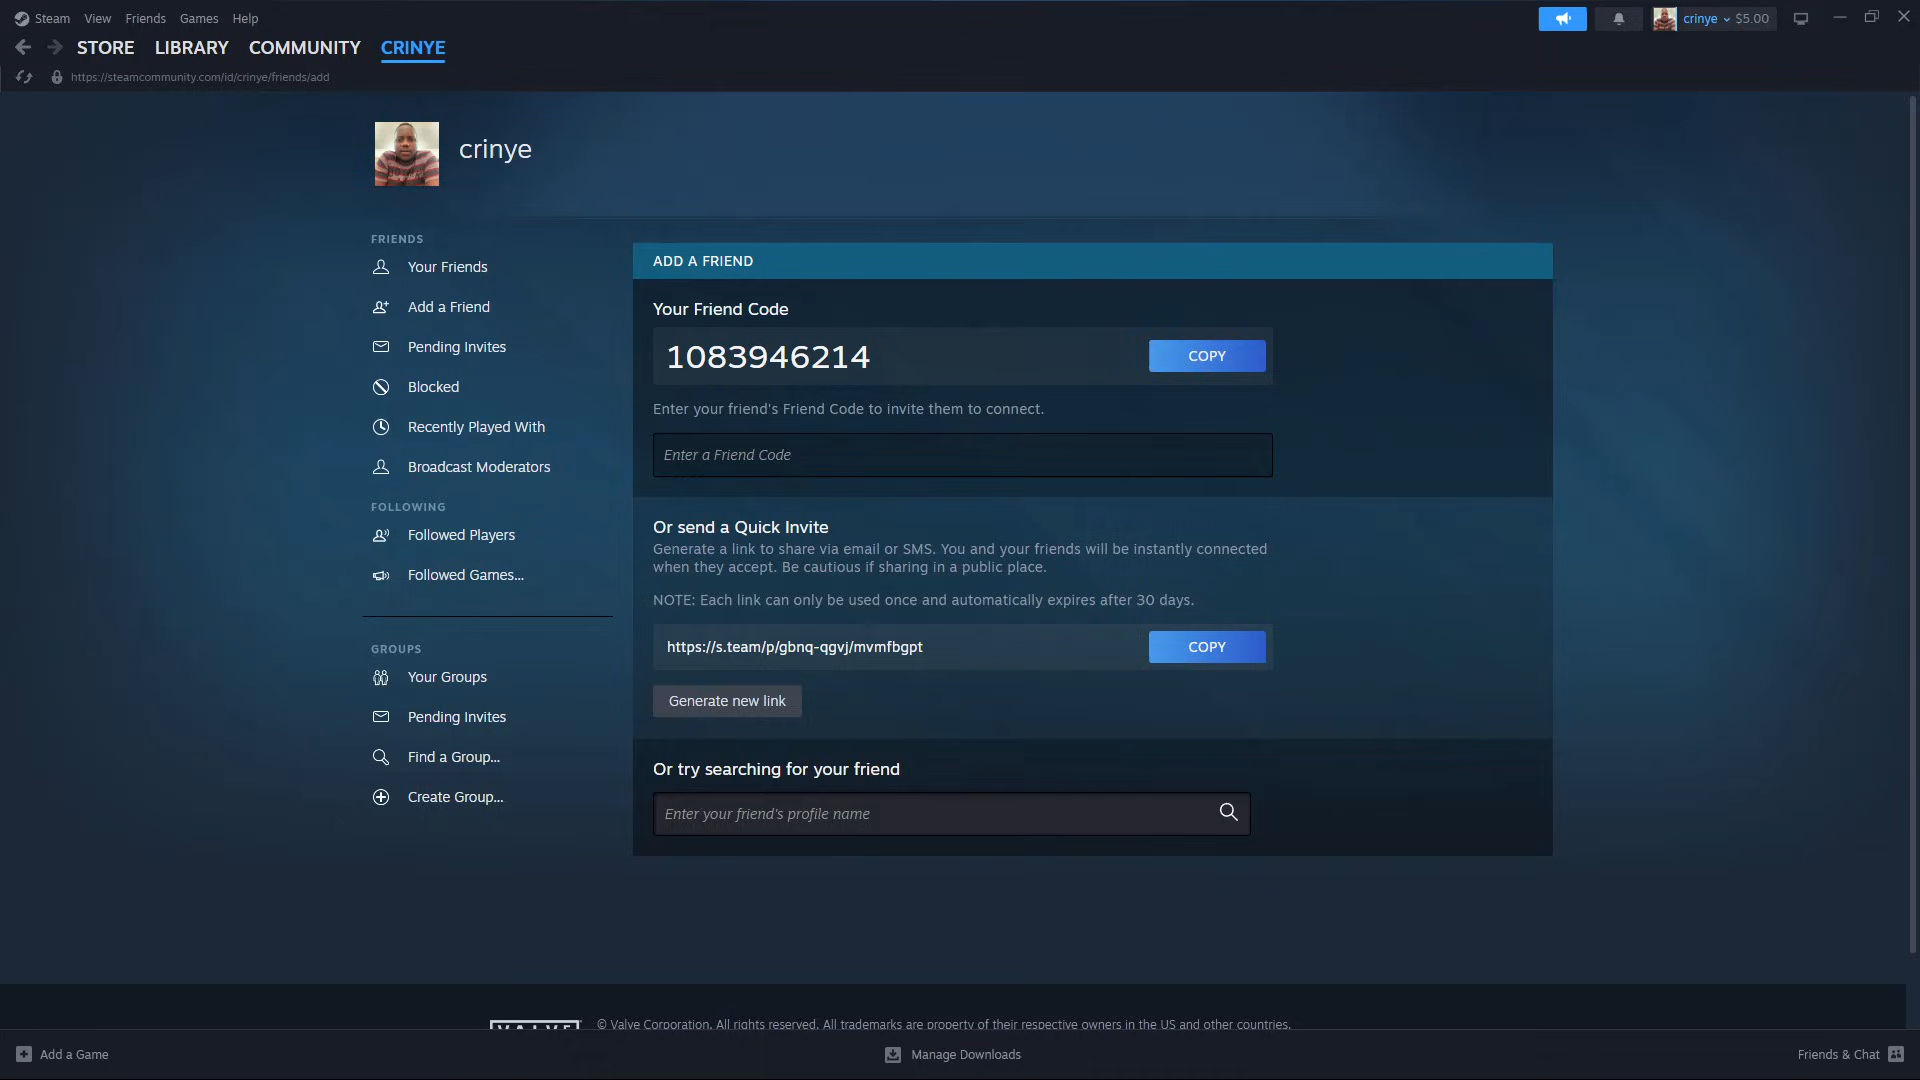 Steam View Friends Games Help
crinye $5.00
STORE LIBRARY COMMUNITY CRINYE
https://steamcommunity.com/id/crinye/friends/add
crinye
FRIENDS
Your Friends
Add a Friend
Pending Invites
Blocked
Recently Played With
Broadcast Moderators
FOLLOWING
Followed Players
Followed Games...
GROUPS
Your Groups
Pending Invites
Find a Group...
Create Group...
ADD A FRIEND
Your Friend Code
1083946214 COPY
Enter your friend's Friend Code to invite them to connect.
Enter a Friend Code
Or send a Quick Invite
Generate a link to share via email or SMS. You and your friends will be instantly connected
when they accept. Be cautious if sharing in a public place.
NOTE: Each link can only be used once and automatically expires after 30 days.
https://s.team/p/gbnq-qgvj/mvmfbgpt COPY
Generate new link
Or try searching for your friend
Enter your friend's profile name
VALVE © Valve Corporation. All rights reserved. All trademarks are property of their respective owners in the US and other countries.
Add a Game Manage Downloads Friends & Chat